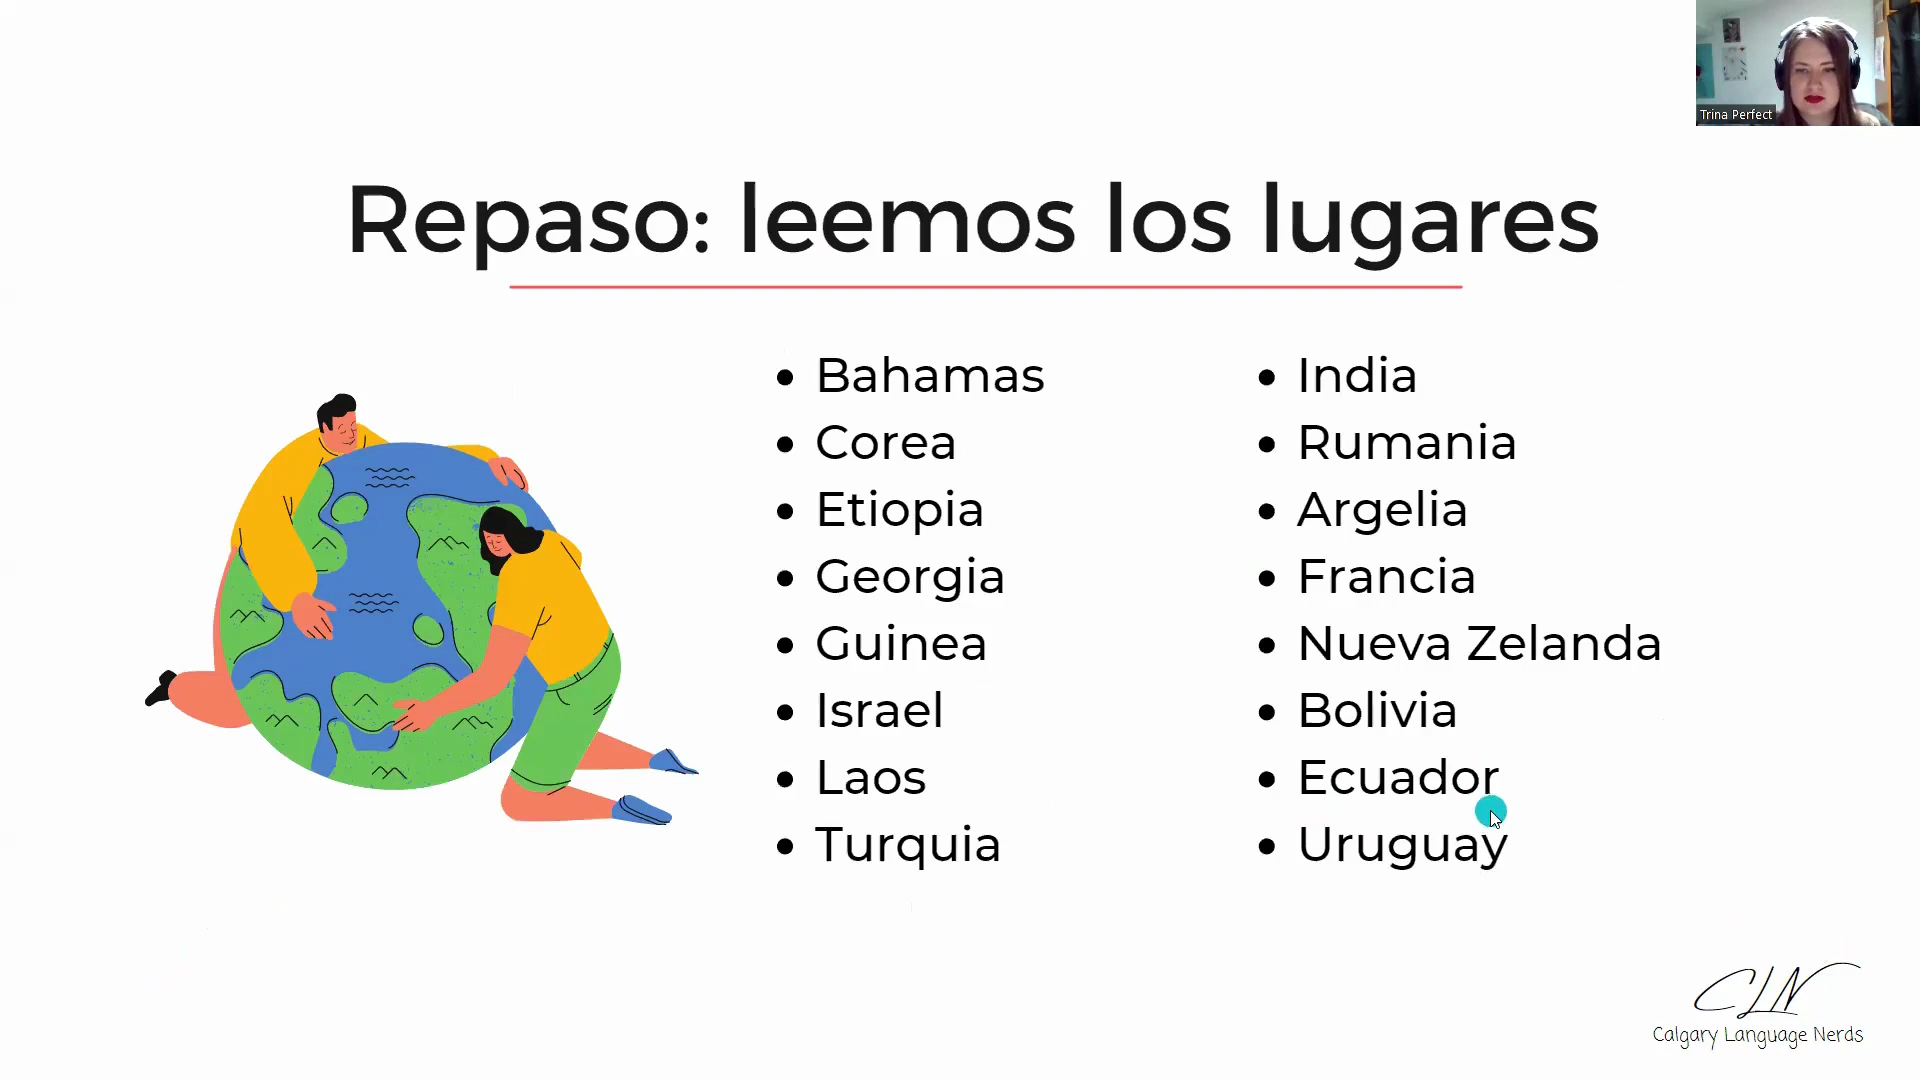 Trina Perfect
Repaso: leemos los lugares
Bahamas
Corea
Etiopia
Georgia
Guinea
Israel
Laos
Turquia
India
Rumania
Argelia
Francia
Nueva Zelanda
Bolivia
Ecuador
Uruguay
CLN
Calgary Language Nerds